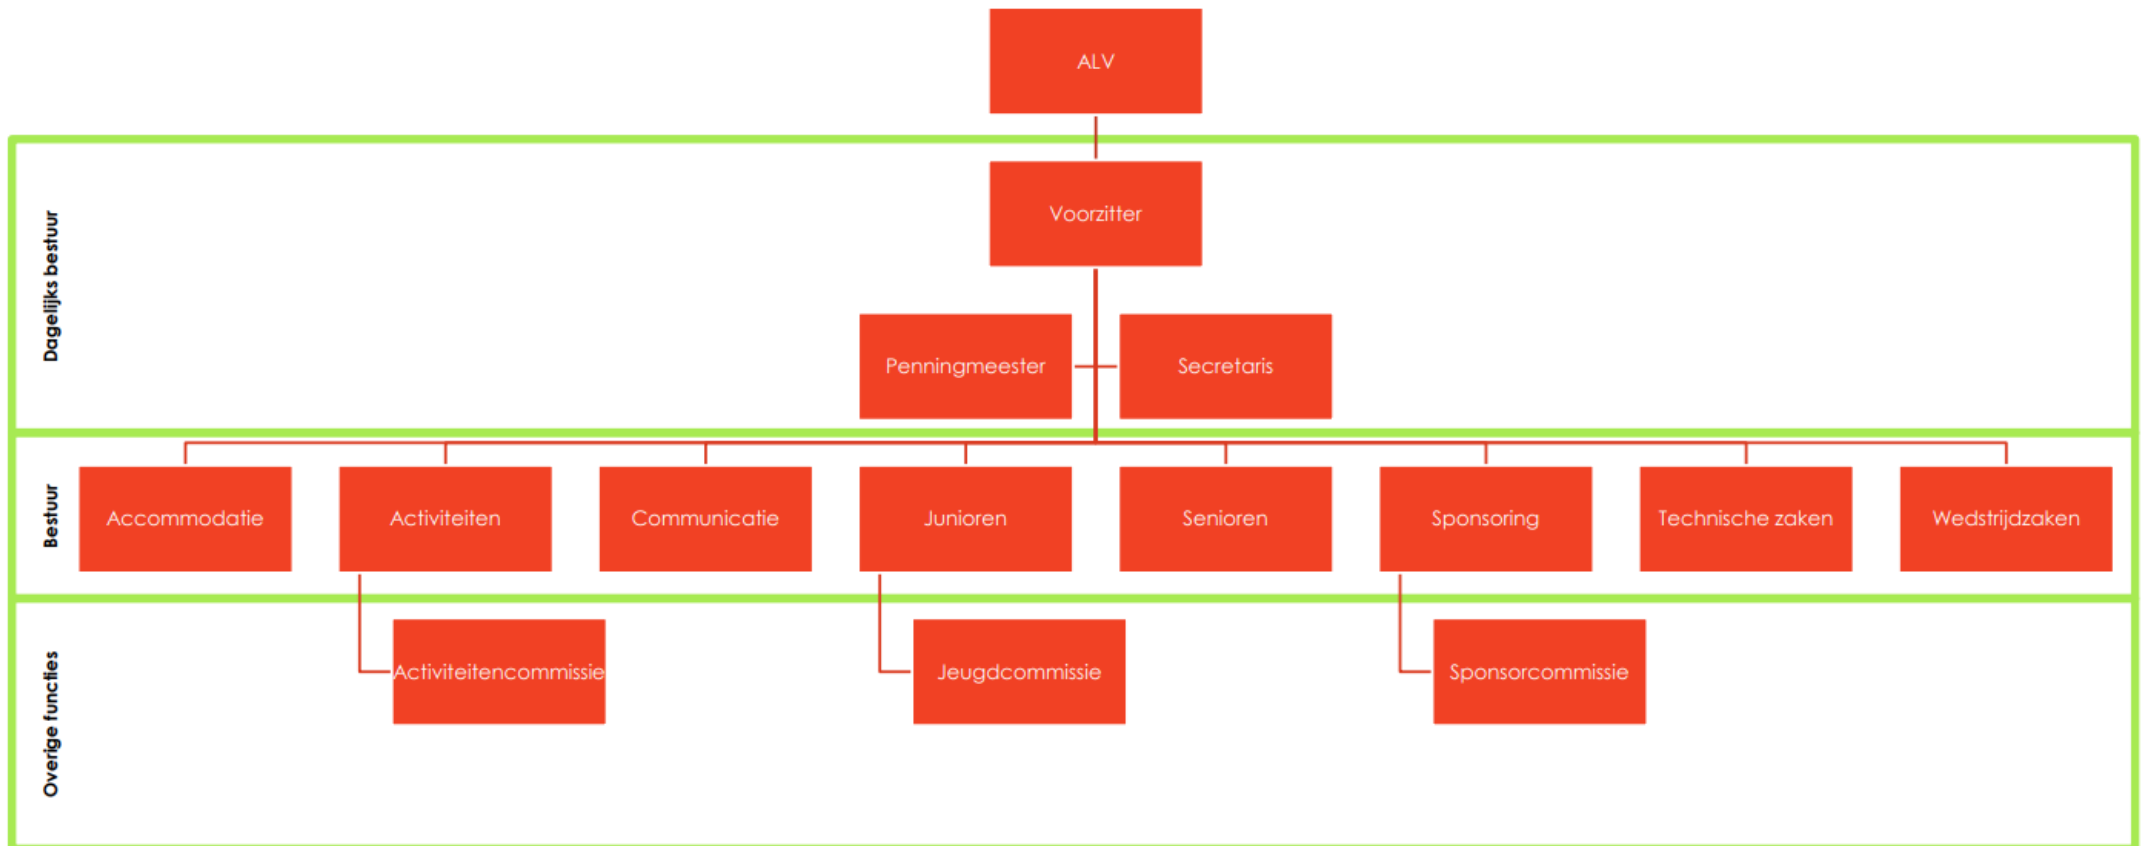 ALV
Dagelijks bestuur
Voorzitter
Penningmeester
Secretaris
Bestuur
Accommodatie
Activiteiten
Communicatie
Junioren
Senioren
Sponsoring
Technische zaken
Wedstrijdzaken
Overige functies
Activiteitencommissie
Jeugdcommissie
Sponsorcommissie